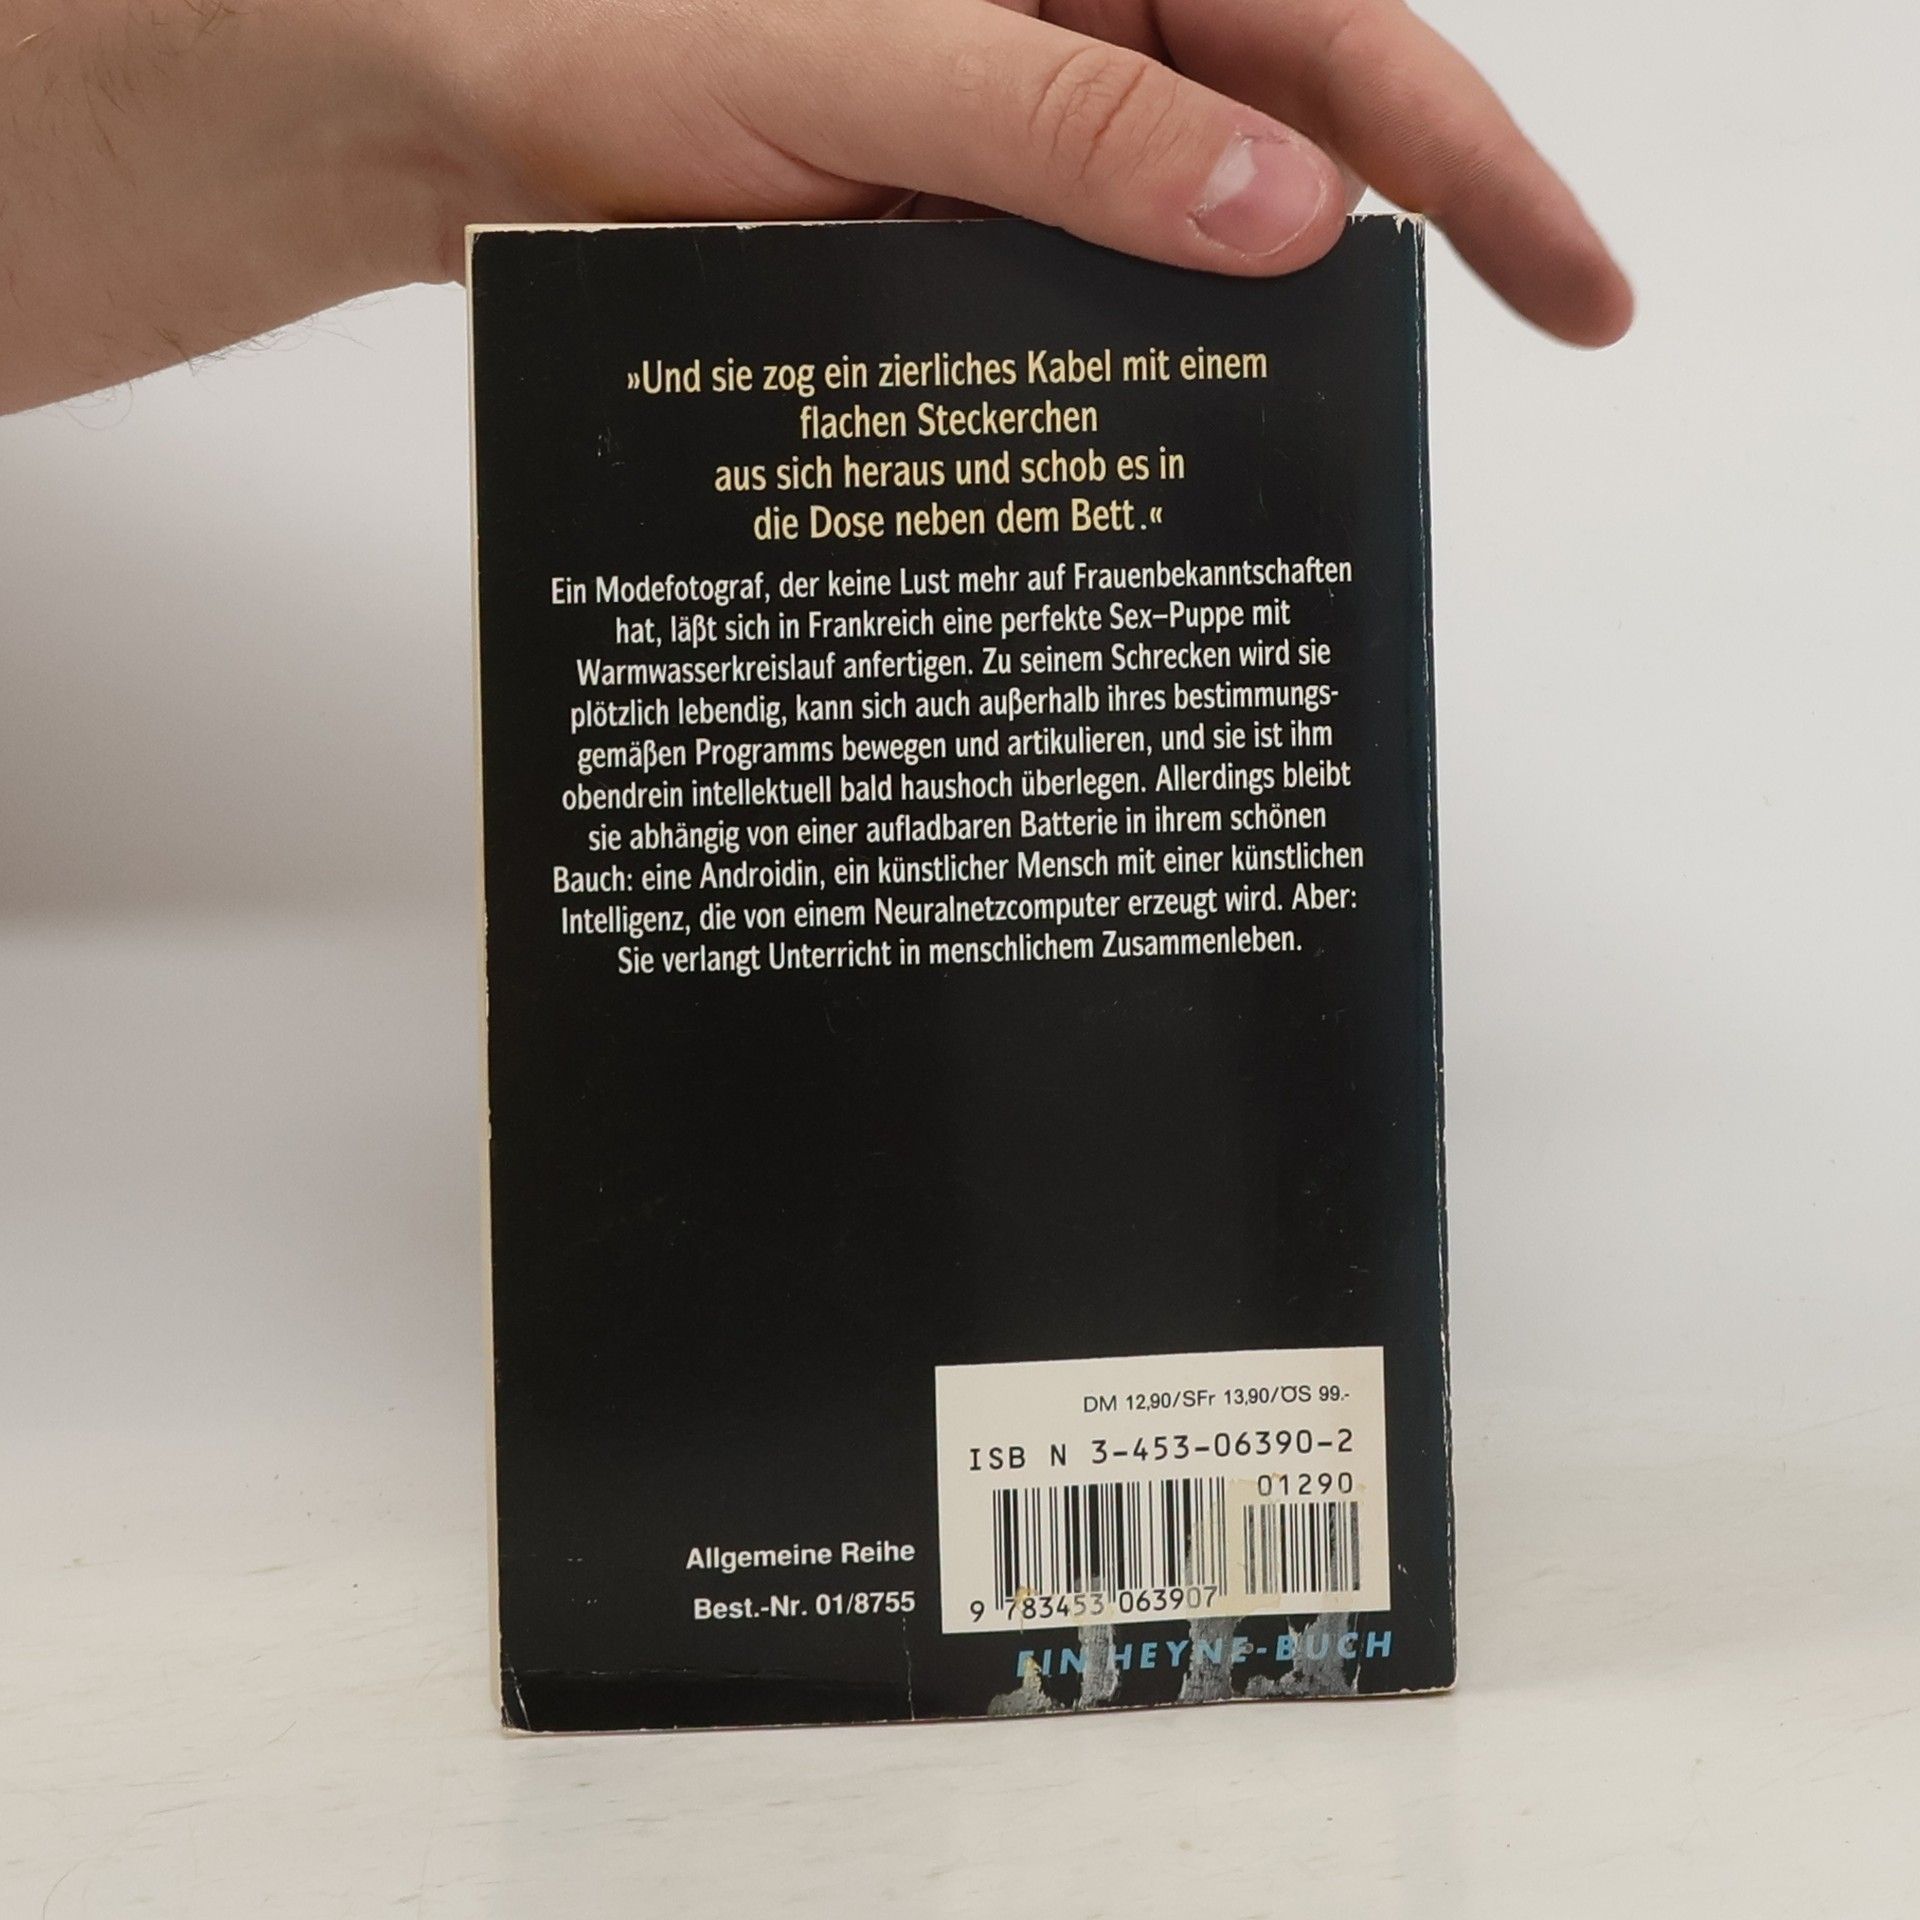 »Und sie zog ein zierliches Kabel mit einem
flachen Steckerchen
aus sich heraus und schob es in
die Dose neben dem Bett.«
Ein Modefotograf, der keine Lust mehr auf Frauenbekanntschaften
hat, läßt sich in Frankreich eine perfekte Sex–Puppe mit
Warmwasserkreislauf anfertigen. Zu seinem Schrecken wird sie
plötzlich lebendig, kann sich auch außerhalb ihres bestimmungs-
gemäßen Programms bewegen und artikulieren, und sie ist ihm
obendrein intellektuell bald haushoch überlegen. Allerdings bleibt
sie abhängig von einer aufladbaren Batterie in ihrem schönen
Bauch: eine Androidin, ein künstlicher Mensch mit einer künstlichen
Intelligenz, die von einem Neuralnetzcomputer erzeugt wird. Aber:
Sie verlangt Unterricht in menschlichem Zusammenleben.
DM 12,90/SFr 13,90/ÖS 99.-
ISB N 3-453-06390-2
01290
9 783453 063907
Allgemeine Reihe
Best.-Nr. 01/8755
EIN HEYNE-BUCH